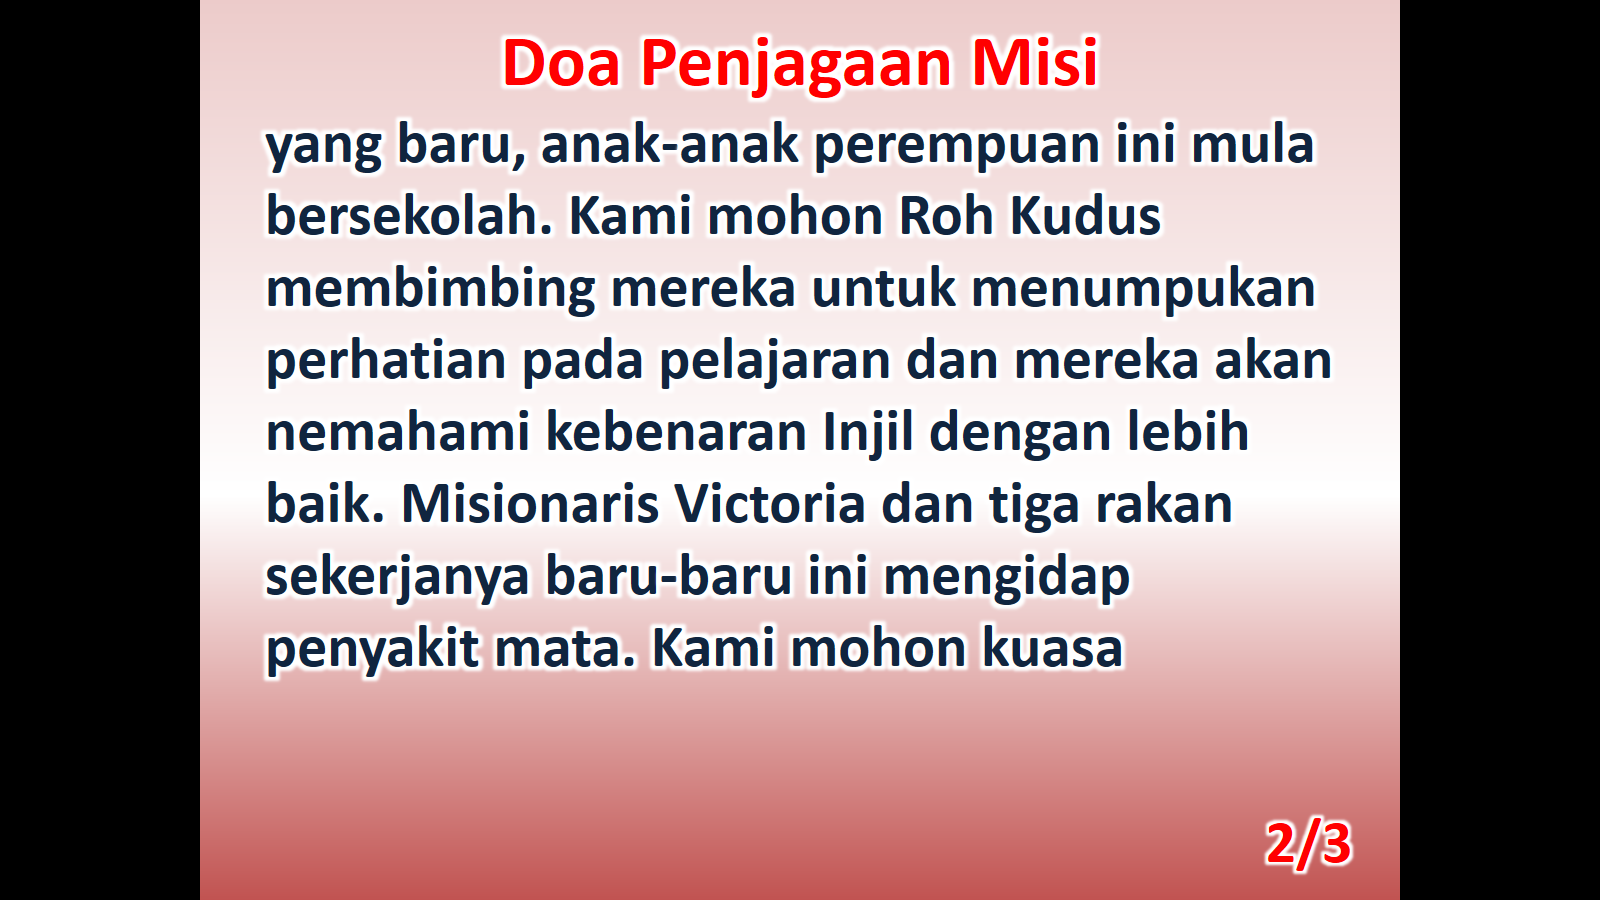 Doa Penjagaan Misi
yang baru, anak-anak perempuan ini mula
bersekolah. Kami mohon Roh Kudus
membimbing mereka untuk menumpukan
perhatian pada pelajaran dan mereka akan
nemahami kebenaran Injil dengan lebih
baik. Misionaris Victoria dan tiga rakan
sekerjanya baru-baru ini mengidap
penyakit mata. Kami mohon kuasa
2/3